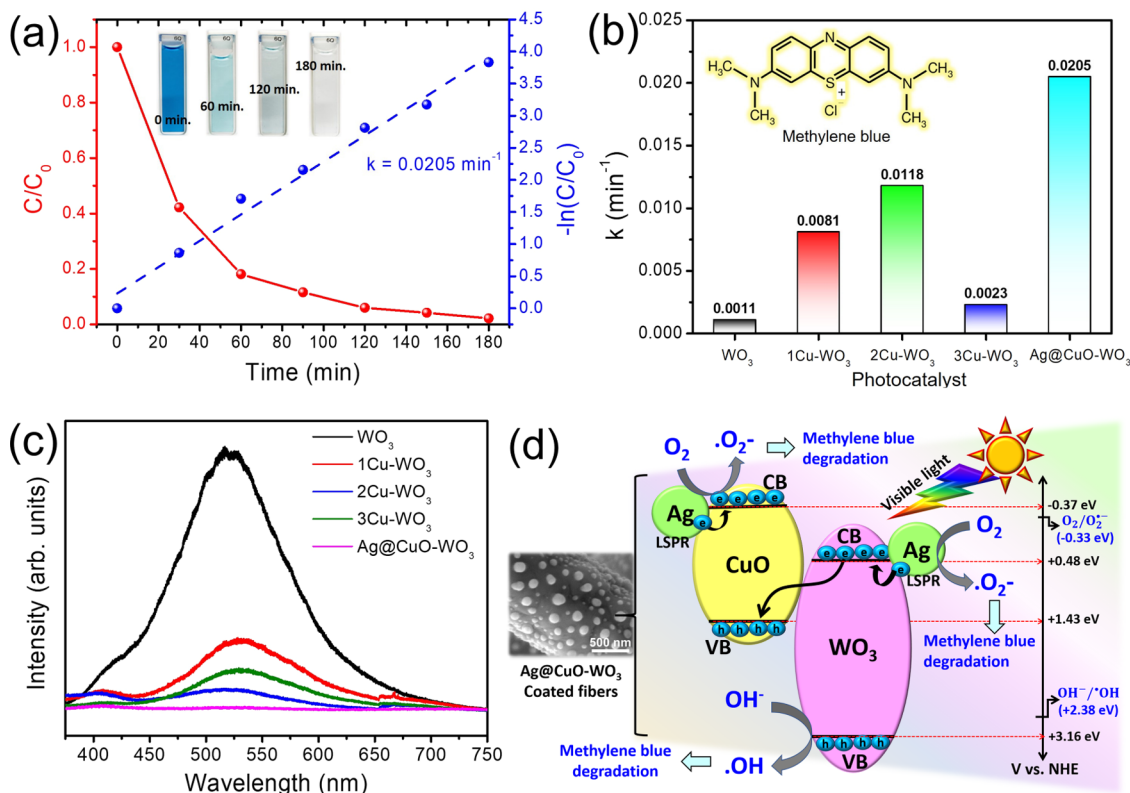 (a)
1.0
0.8
0.6
0.4
0.2
0.0
C/C₀
0 min.
60 min.
120 min.
180 min.
k = 0.0205 min⁻¹
4.5
4.0
3.5
3.0
2.5
2.0
1.5
1.0
0.5
0.0
-ln(C/C₀)
0 20 40 60 80 100 120 140 160 180
Time (min)
(b)
0.025
0.020
0.015
0.010
0.005
0.000
k (min⁻¹)
N
H₃C
N
CH₃
S
+
Cl⁻
N
CH₃
CH₃
Methylene blue
0.0011
0.0081
0.0118
0.0023
0.0205
WO₃ 1Cu-WO₃ 2Cu-WO₃ 3Cu-WO₃ Ag@CuO-WO₃
Photocatalyst
(c)
Intensity (arb. units)
WO₃
1Cu-WO₃
2Cu-WO₃
3Cu-WO₃
Ag@CuO-WO₃
400 450 500 550 600 650 700 750
Wavelength (nm)
(d)
O₂
.O₂-
Methylene blue
degradation
Visible light
CB
e e e e
Ag
e
LSPR
CuO
h h h h
VB
CB
e e e e
Ag
e
LSPR
O₂
.O₂-
Methylene blue
degradation
WO₃
h h h h
VB
500 nm
Ag@CuO-WO₃
Coated fibers
OH⁻
.OH
Methylene blue
degradation
-0.37 eV
O₂/O₂•−
(-0.33 eV)
+0.48 eV
+1.43 eV
OH⁻/•OH
(+2.38 eV)
+3.16 eV
V vs. NHE